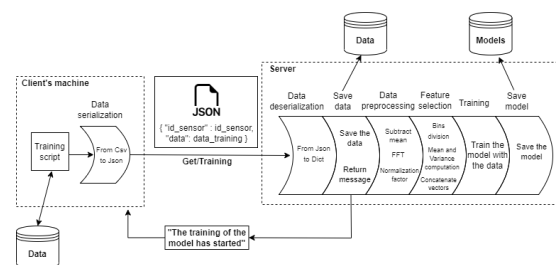 Client's machine
Data
serialization
Training
script
From Csv
to Json
Data
JSON
{ "id_sensor" : id_sensor,
"data": data_training }
Get/Training
"The training of the
model has started"
Data
Models
Server
Data
deserialization
Save
data
Data
preprocessing
Feature
selection
Training
Save
model
From Json
to Dict
Save the
data
Return
message
Subtract
mean
FFT
Normalization
factor
Bins
division
Mean and
Variance
computation
Concatenate
vectors
Train the
model with
the data
Save the
model